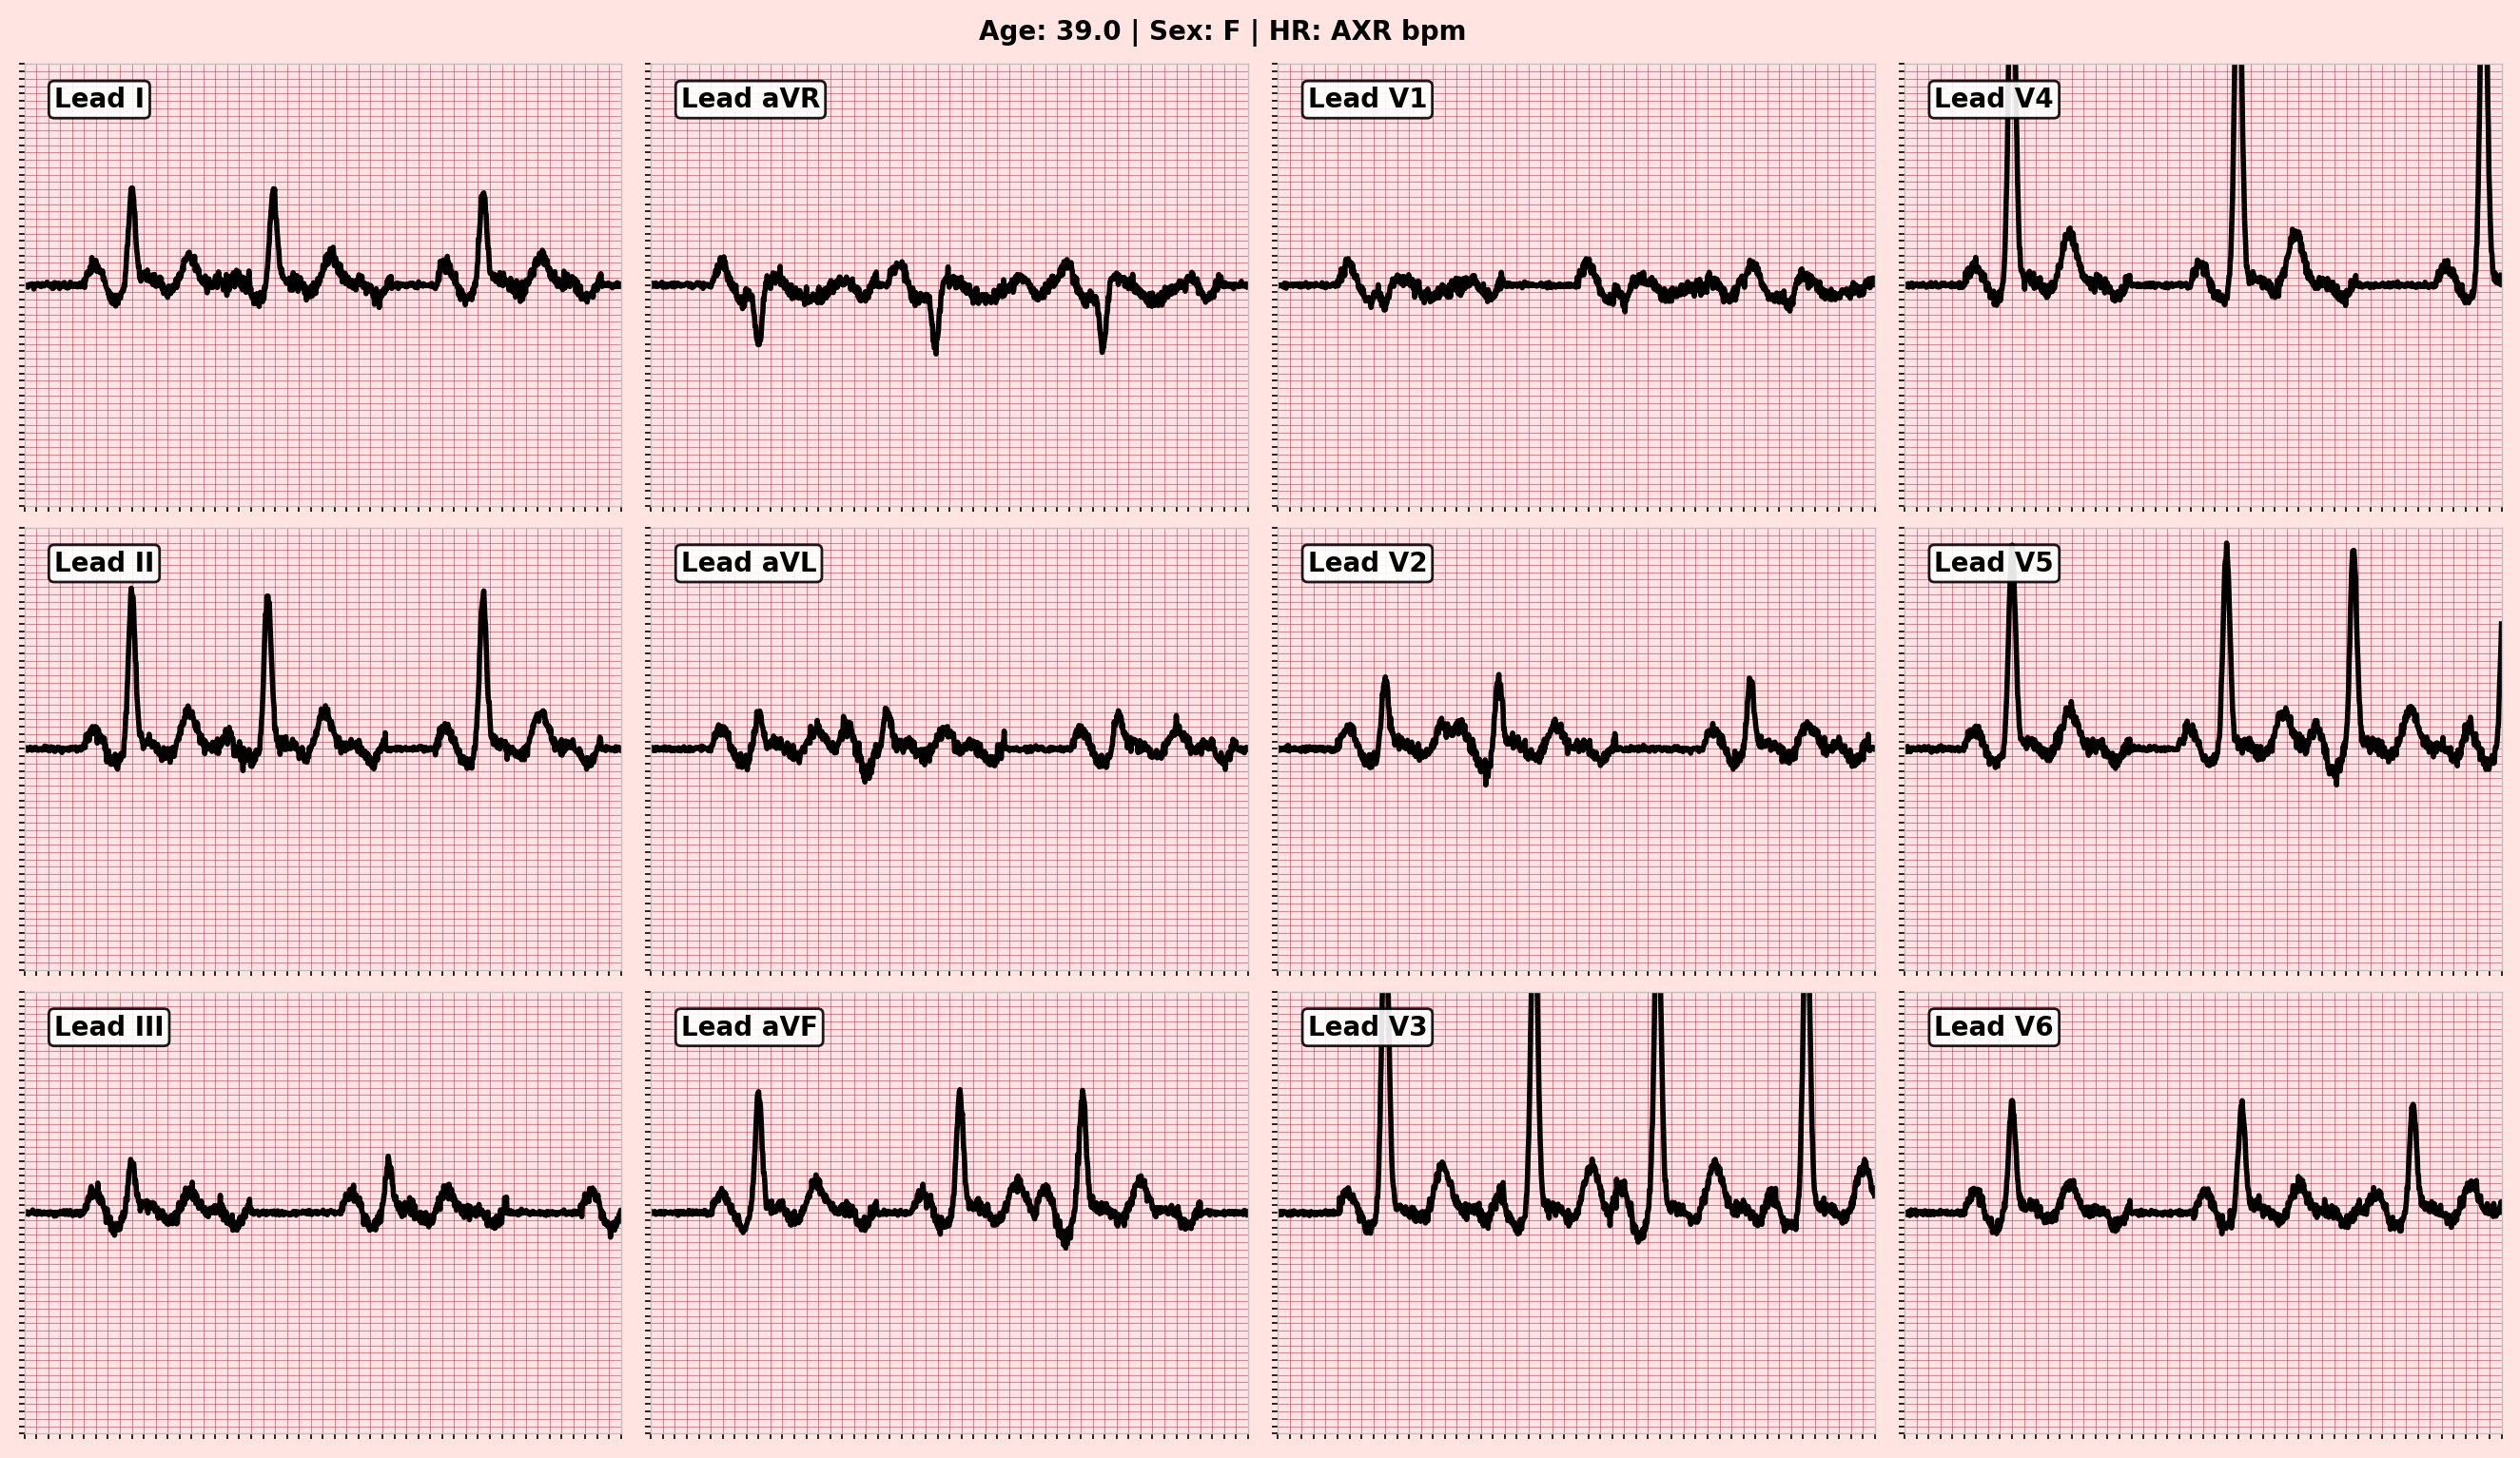 Age: 39.0 | Sex: F | HR: AXR bpm
Lead I
Lead aVR
Lead V1
Lead V4
Lead II
Lead aVL
Lead V2
Lead V5
Lead III
Lead aVF
Lead V3
Lead V6